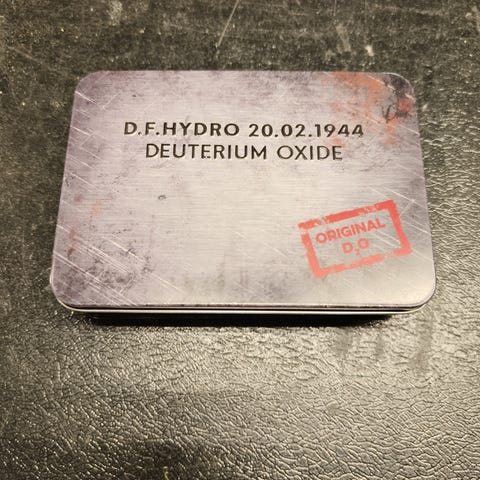 D.F.HYDRO 20.02.1944
DEUTERIUM OXIDE
ORIGINAL
D₂O